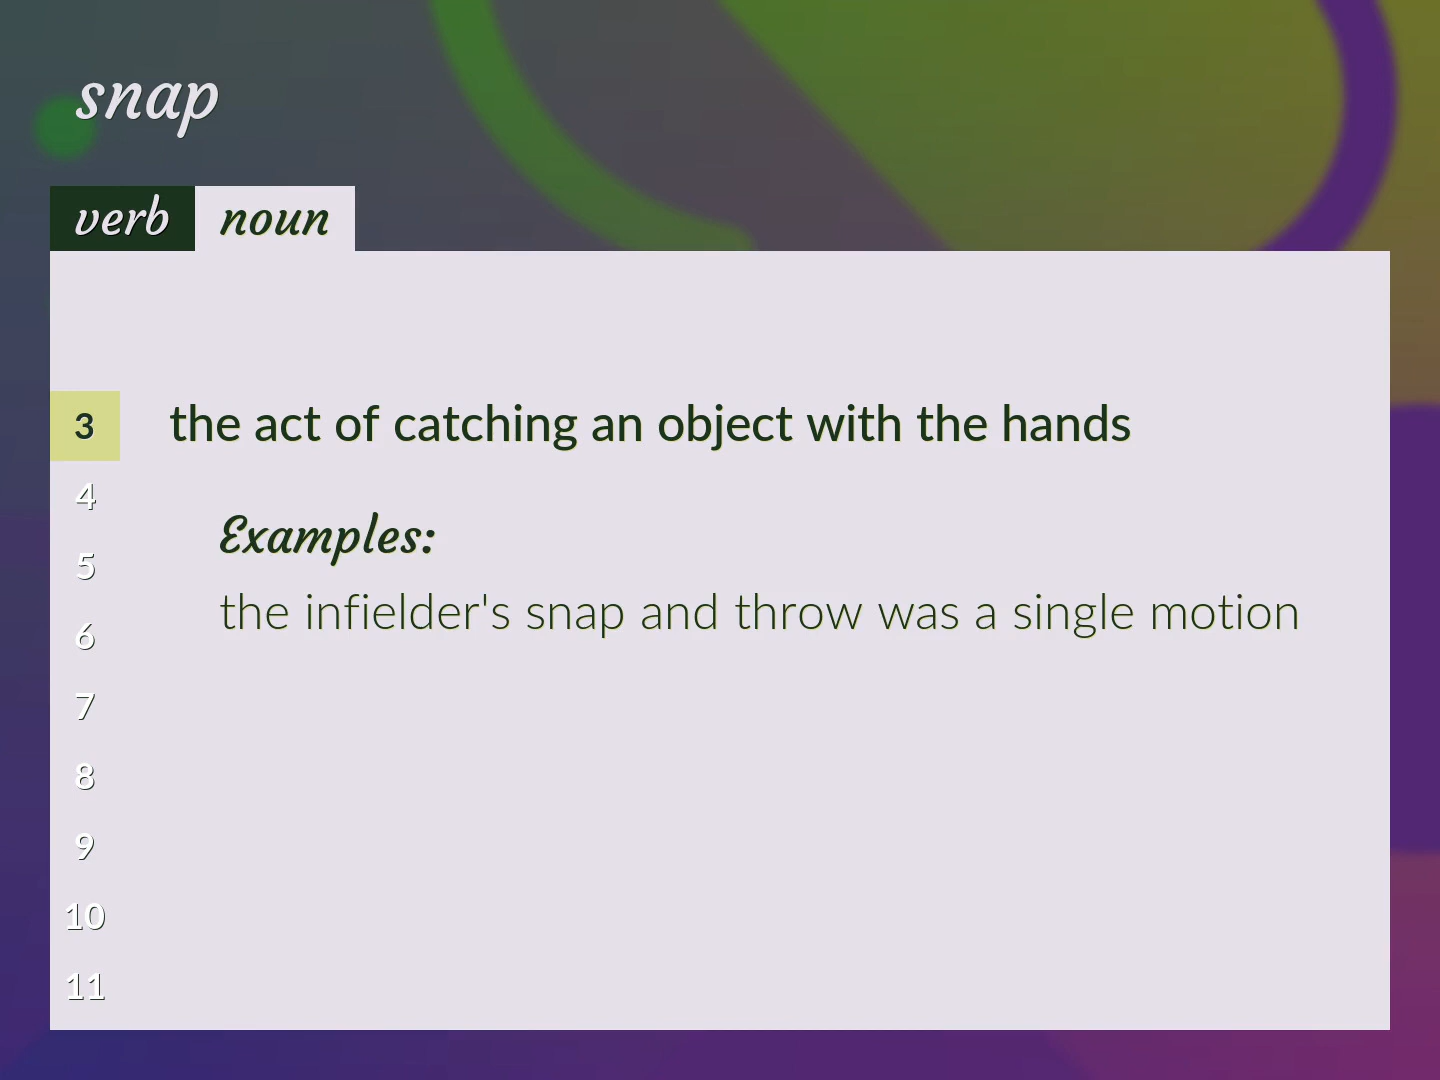 snap
verb noun
3 the act of catching an object with the hands
4
Examples:
5
the infielder's snap and throw was a single motion
6
7
8
9
10
11